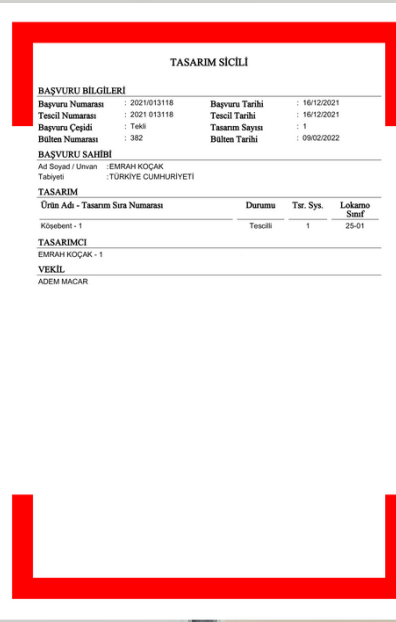 TASARIM SİCİLİ
BAŞVURU BİLGİLERİ
Başvuru Numarası : 2021/013118 Başvuru Tarihi : 16/12/2021
Tescil Numarası : 2021 013118 Tescil Tarihi : 16/12/2021
Başvuru Çeşidi : Tekli Tasarım Sayısı : 1
Bülten Numarası : 382 Bülten Tarihi : 09/02/2022
BAŞVURU SAHİBİ
Ad Soyad / Unvan :EMRAH KOÇAK
Tabiyeti :TÜRKİYE CUMHURİYETİ
TASARIM
Ürün Adı - Tasarım Sıra Numarası Durumu Tsr. Sys. Lokarno Sınıf
Köşebent - 1 Tescilli 1 25-01
TASARIMCI
EMRAH KOÇAK - 1
VEKİL
ADEM MACAR